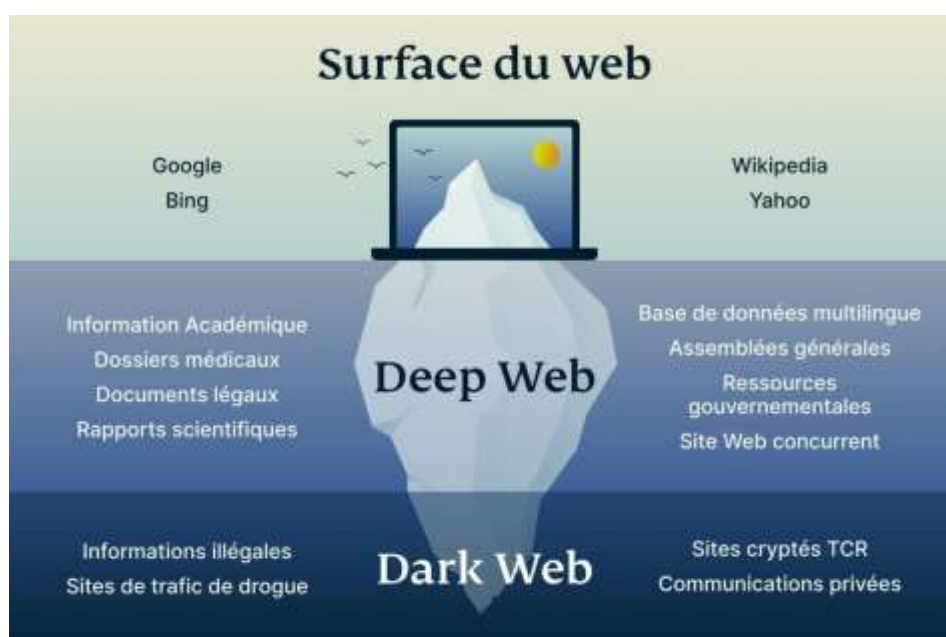 Surface du web
Google
Bing
Wikipedia
Yahoo
Information Académique
Dossiers médicaux
Documents légaux
Rapports scientifiques
Deep Web
Base de données multilingue
Assemblées générales
Ressources
gouvernementales
Site Web concurrent
Informations illégales
Sites de trafic de drogue
Dark Web
Sites cryptés TCR
Communications privées